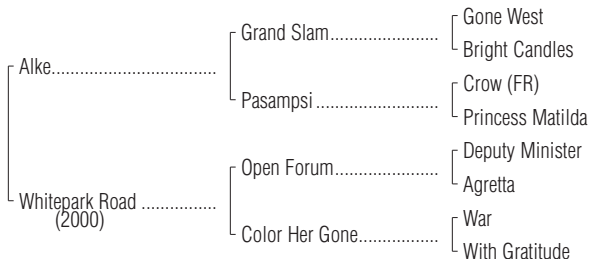 Gone West
Grand Slam
Bright Candles
Alke
Crow (FR)
Pasampsi
Princess Matilda
Deputy Minister
Open Forum
Agretta
Whitepark Road
(2000)
War
Color Her Gone
With Gratitude